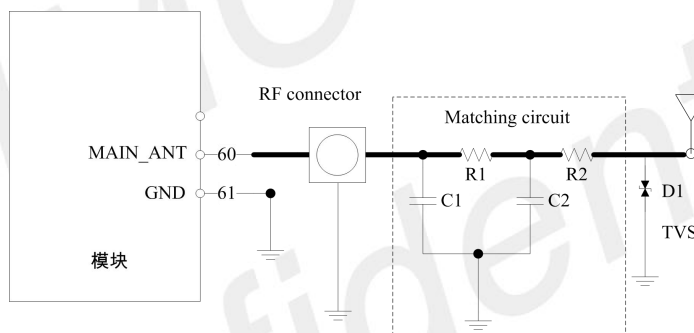 RF connector
Matching circuit
MAIN_ANT 60
R1
R2
GND 61
C1
C2
D1
TVS
模块